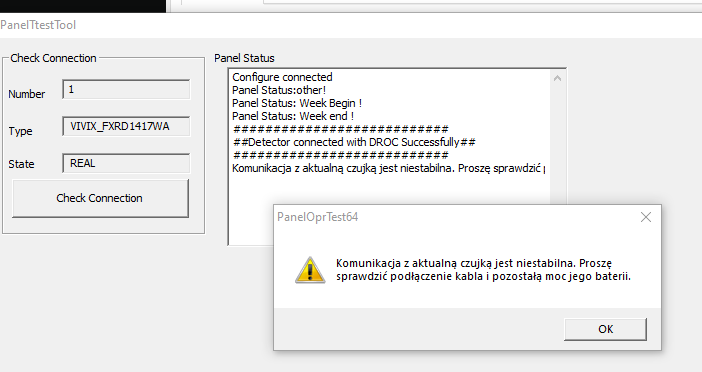 PanelTtestTool
Check Connection
Number
1
Type
VIVIX_FXRD1417WA
State
REAL
Check Connection
Panel Status
Configure connected
Panel Status:other!
Panel Status: Week Begin !
Panel Status: Week end !
###########################
##Detector connected with DROC Successfully##
###########################
Komunikacja z aktualną czujką jest niestabilna. Proszę sprawdzić
PanelOprTest64
Komunikacja z aktualną czujką jest niestabilna. Proszę
sprawdzić podłączenie kabla i pozostałą moc jego baterii.
OK